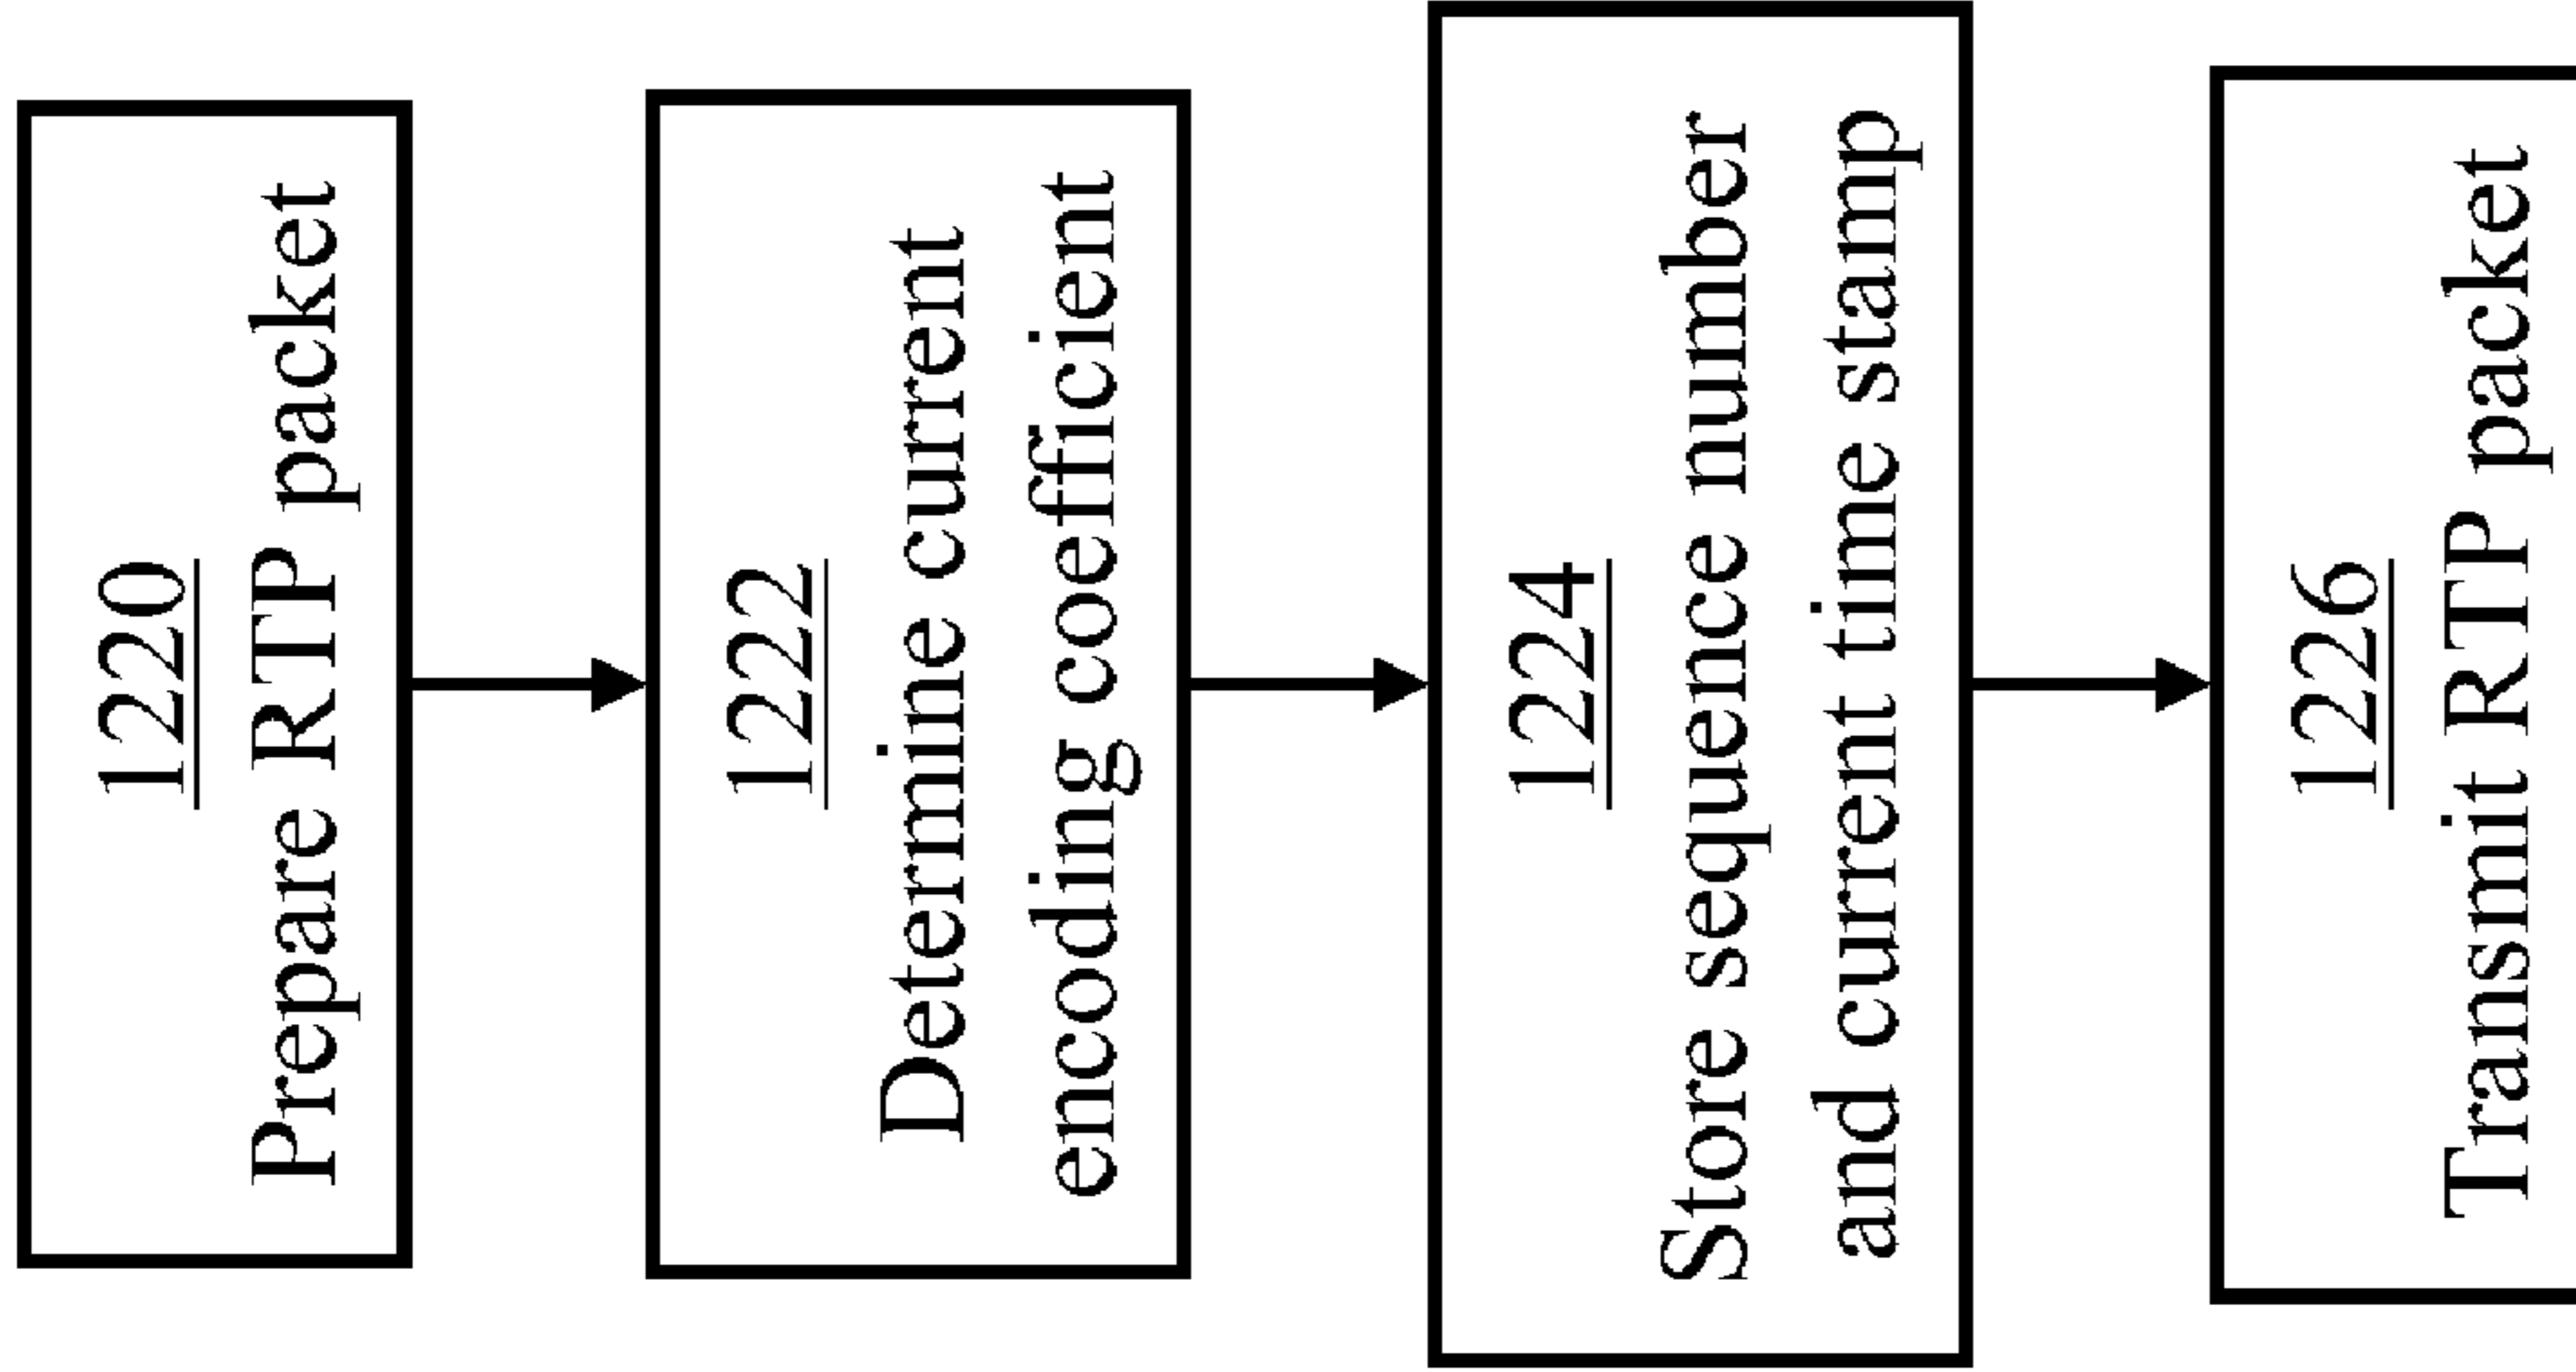 1220
Prepare RTP packet
1222
Determine current
encoding coefficient
1224
Store sequence number
and current time stamp
1226
Transmit RTP packet